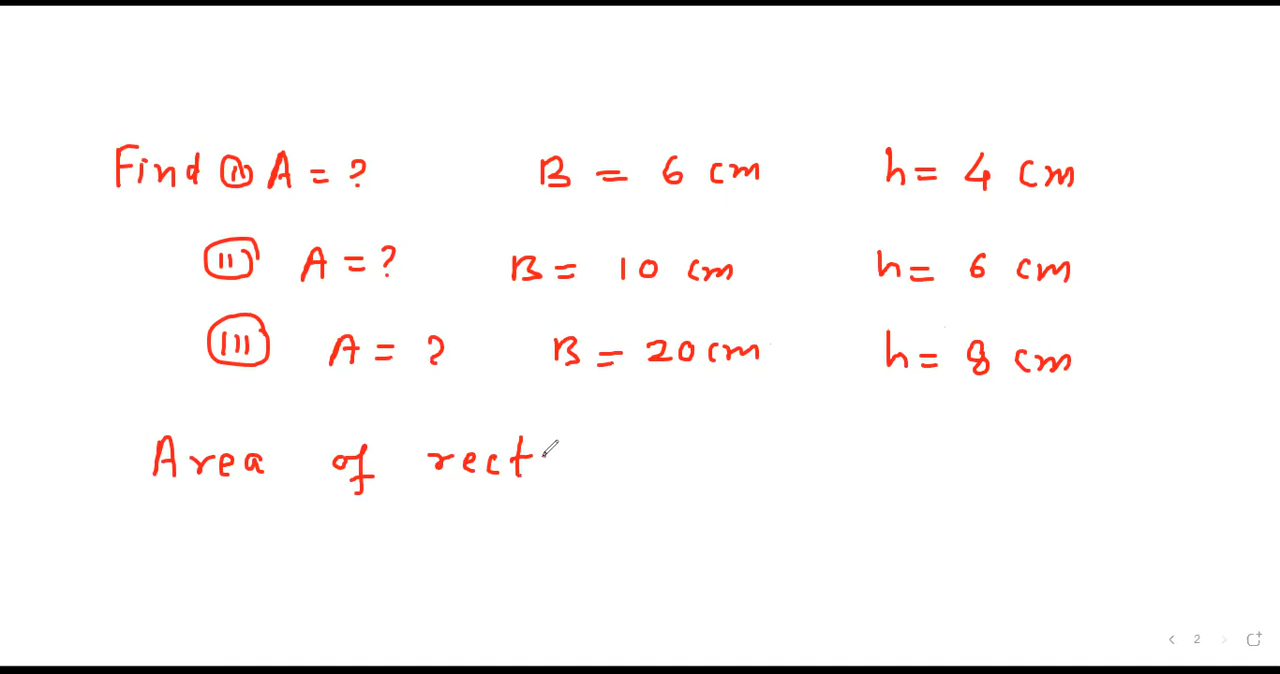 Find (i) A = ? B = 6 cm h = 4 cm
(ii) A = ? B = 10 cm h = 6 cm
(iii) A = ? B = 20 cm h = 8 cm
Area of rect
< 2 >